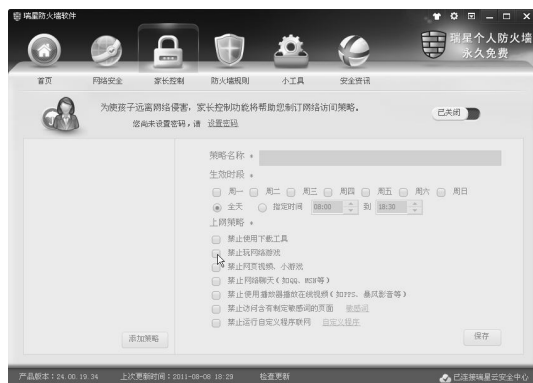 瑞星防火墙软件
瑞星个人防火墙
永久免费
首页 网络安全 家长控制 防火墙规则 小工具 安全资讯
为使孩子远离网络侵害，家长控制功能将帮助您制订网络访问策略。
您尚未设置密码，请 设置密码
已关闭
策略名称
生效时段
周一 周二 周三 周四 周五 周六 周日
全天 指定时间 08:00 到 18:30
上网策略
禁止使用下载工具
禁止玩网络游戏
禁止网页视频、小游戏
禁止网络聊天(如QQ、MSN等)
禁止使用播放器播放在线视频(如PPS、暴风影音等)
禁止访问含有制定敏感词的页面 敏感词
禁止运行自定义程序联网 自定义程序
添加策略
保存
产品版本：24.00.19.34 上次更新时间：2011-08-08 18:29 检查更新 已连接瑞星云安全中心